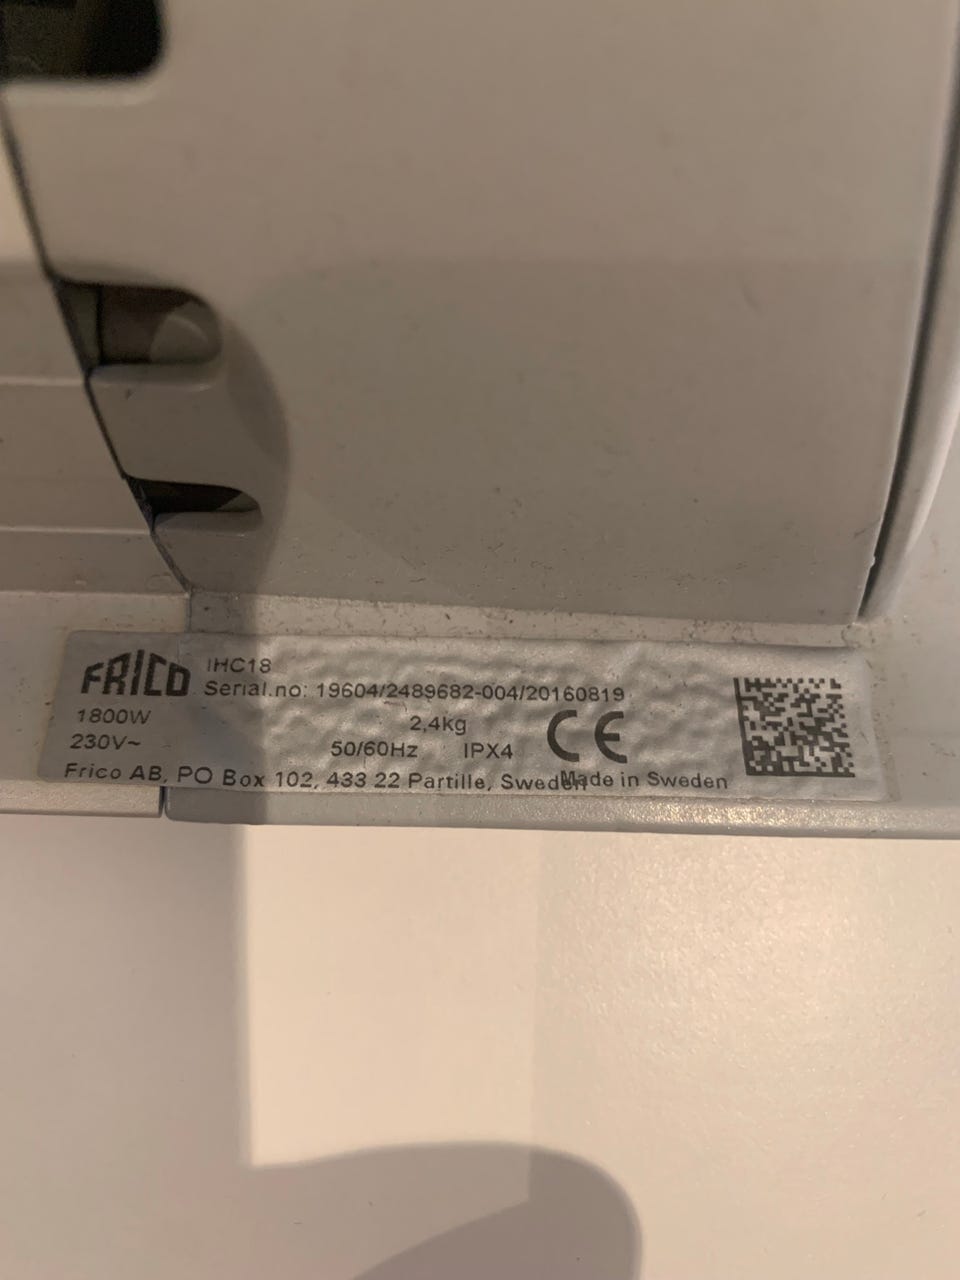 FRICO IHC18
Serial.no: 19604/2489682-004/20160819
1800W 2,4kg CE
230V~ 50/60Hz IPX4
Frico AB, PO Box 102, 433 22 Partille, Sweden Made in Sweden